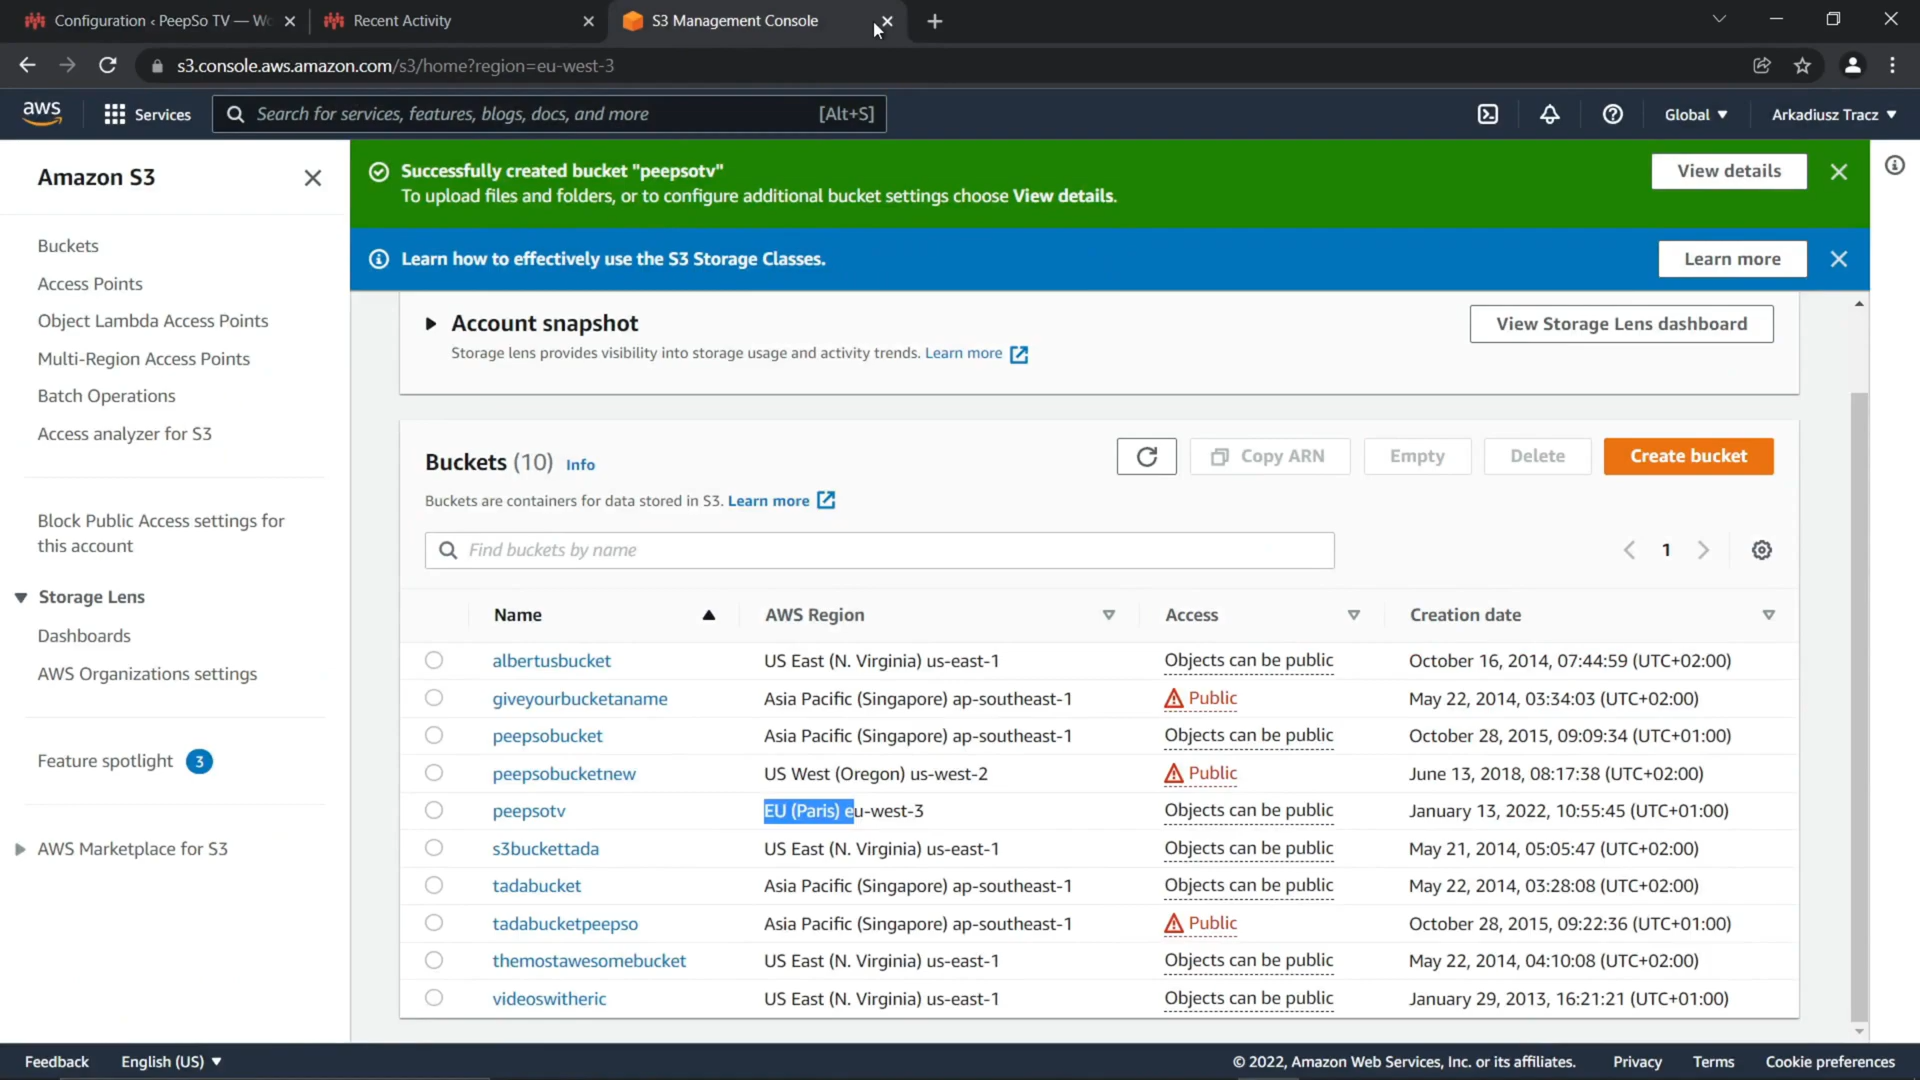 Configuration ‹ PeepSo TV — Wo
Recent Activity
S3 Management Console
s3.console.aws.amazon.com/s3/home?region=eu-west-3
aws
Services
Search for services, features, blogs, docs, and more
[Alt+S]
Global
Arkadiusz Tracz
Amazon S3
Buckets
Access Points
Object Lambda Access Points
Multi-Region Access Points
Batch Operations
Access analyzer for S3
Block Public Access settings for
this account
Storage Lens
Dashboards
AWS Organizations settings
Feature spotlight 3
AWS Marketplace for S3
Successfully created bucket "peepsotv"
To upload files and folders, or to configure additional bucket settings choose View details.
View details
Learn how to effectively use the S3 Storage Classes.
Learn more
Account snapshot
Storage lens provides visibility into storage usage and activity trends. Learn more
View Storage Lens dashboard
Buckets (10) Info
Buckets are containers for data stored in S3. Learn more
Copy ARN
Empty
Delete
Create bucket
Find buckets by name
1
Name AWS Region Access Creation date
albertusbucket US East (N. Virginia) us-east-1 Objects can be public October 16, 2014, 07:44:59 (UTC+02:00)
giveyourbucketaname Asia Pacific (Singapore) ap-southeast-1 Public May 22, 2014, 03:34:03 (UTC+02:00)
peepsobucket Asia Pacific (Singapore) ap-southeast-1 Objects can be public October 28, 2015, 09:09:34 (UTC+01:00)
peepsobucketnew US West (Oregon) us-west-2 Public June 13, 2018, 08:17:38 (UTC+02:00)
peepsotv EU (Paris) eu-west-3 Objects can be public January 13, 2022, 10:55:45 (UTC+01:00)
s3buckettada US East (N. Virginia) us-east-1 Objects can be public May 21, 2014, 05:05:47 (UTC+02:00)
tadabucket Asia Pacific (Singapore) ap-southeast-1 Objects can be public May 22, 2014, 03:28:08 (UTC+02:00)
tadabucketpeepso Asia Pacific (Singapore) ap-southeast-1 Public October 28, 2015, 09:22:36 (UTC+01:00)
themostawesomebucket US East (N. Virginia) us-east-1 Objects can be public May 22, 2014, 04:10:08 (UTC+02:00)
videoswitheric US East (N. Virginia) us-east-1 Objects can be public January 29, 2013, 16:21:21 (UTC+01:00)
Feedback
English (US)
© 2022, Amazon Web Services, Inc. or its affiliates.
Privacy
Terms
Cookie preferences